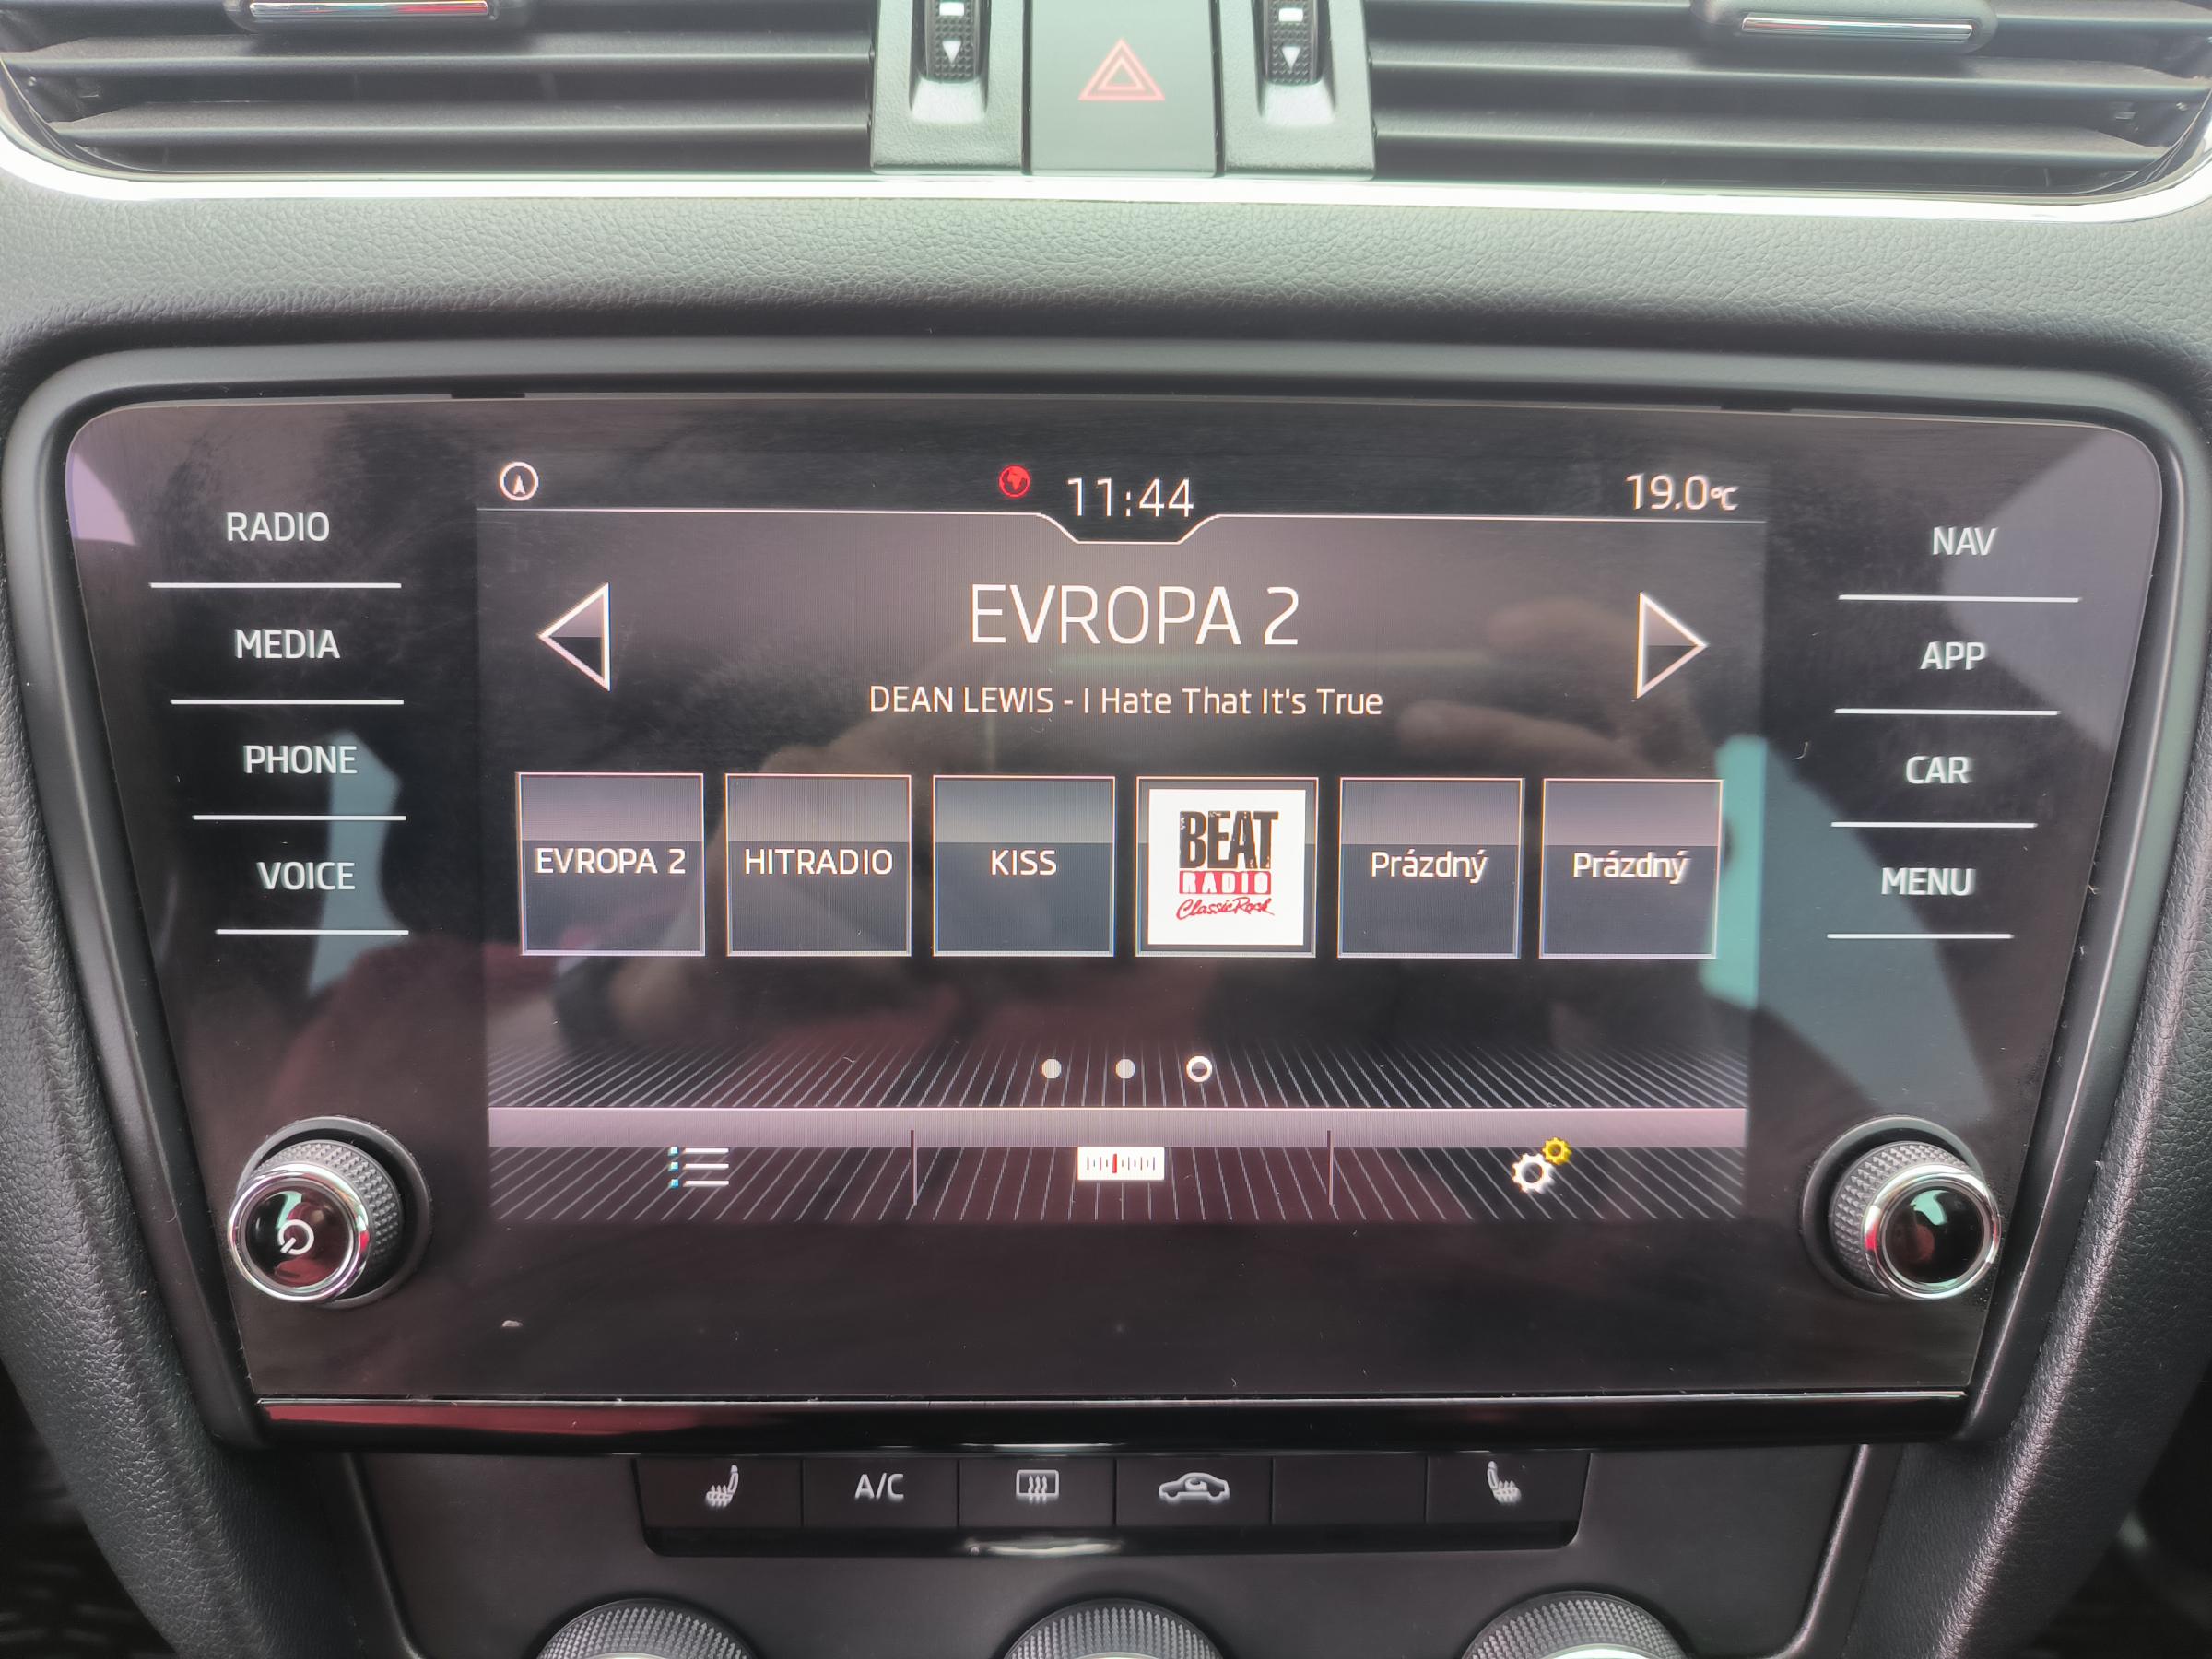 11:44
19.0°C
RADIO
NAV
EVROPA 2
MEDIA
APP
DEAN LEWIS - I Hate That It's True
PHONE
CAR
EVROPA 2
HITRADIO
KISS
BEAT
RADIO
Classic Rock
Prázdný
Prázdný
VOICE
MENU
A/C